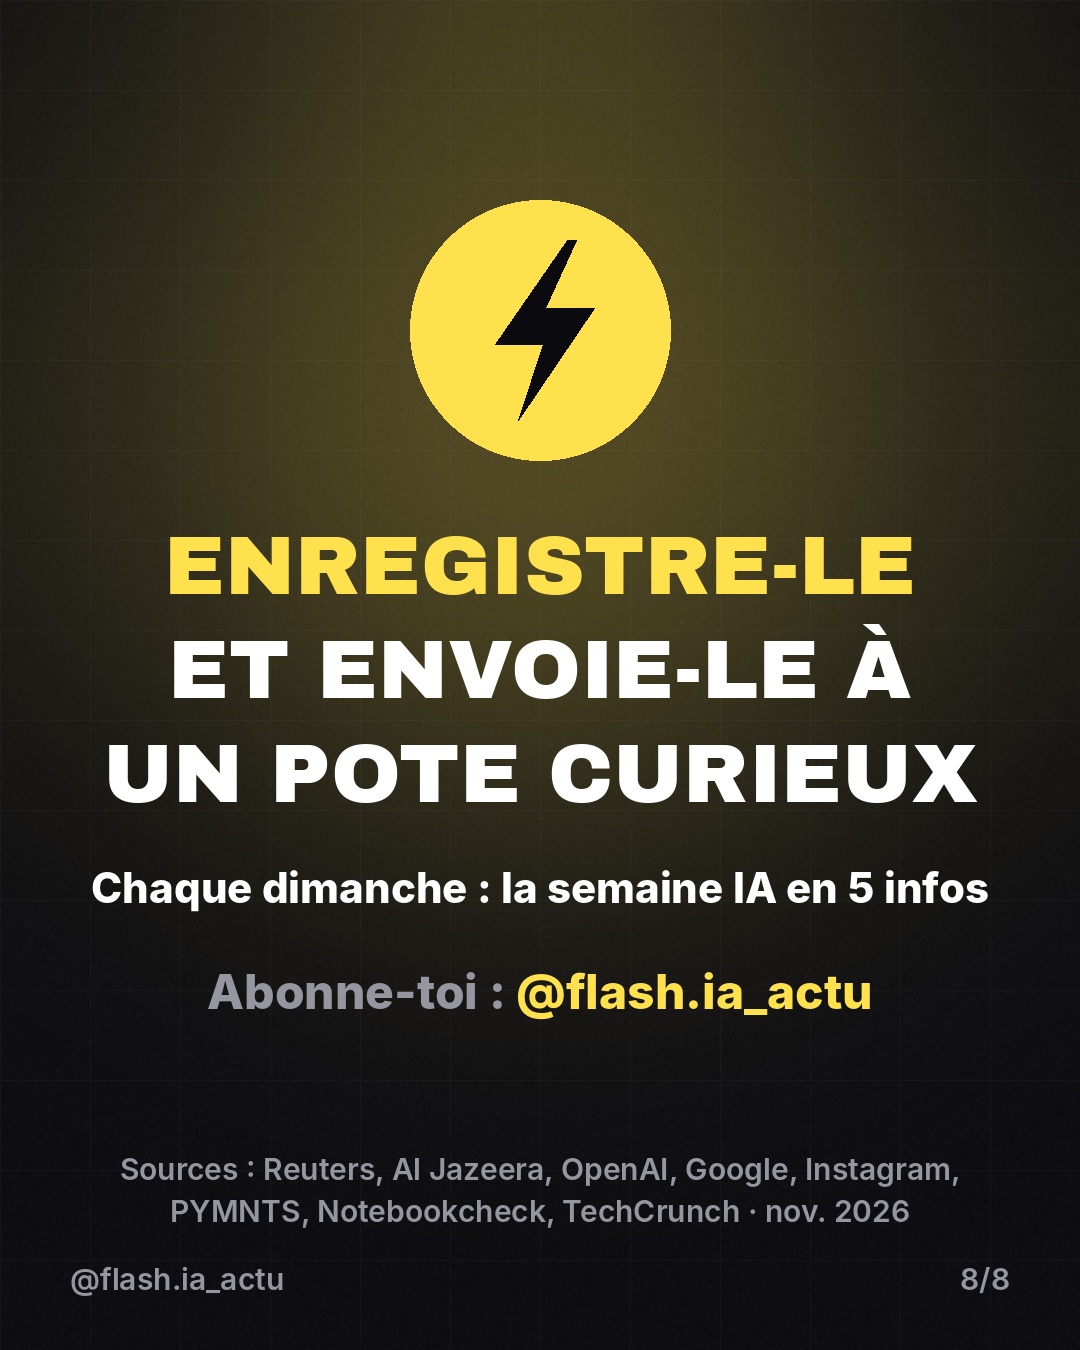 ENREGISTRE-LE
ET ENVOIE-LE À
UN POTE CURIEUX
Chaque dimanche : la semaine IA en 5 infos
Abonne-toi : @flash.ia_actu
Sources : Reuters, Al Jazeera, OpenAI, Google, Instagram,
PYMNTS, Notebookcheck, TechCrunch · nov. 2026
@flash.ia_actu
8/8